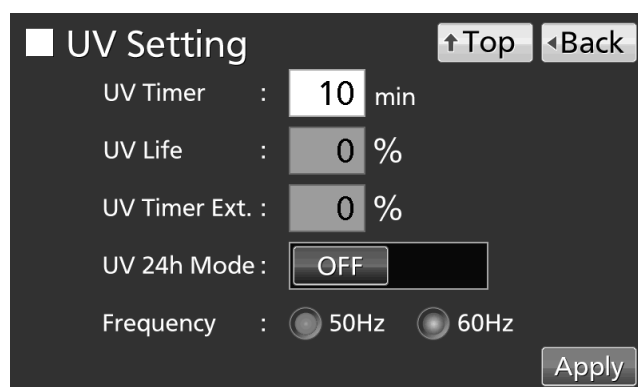 UV Setting ↑Top ◂Back
UV Timer : 10 min
UV Life : 0 %
UV Timer Ext. : 0 %
UV 24h Mode : OFF
Frequency : 50Hz 60Hz
Apply